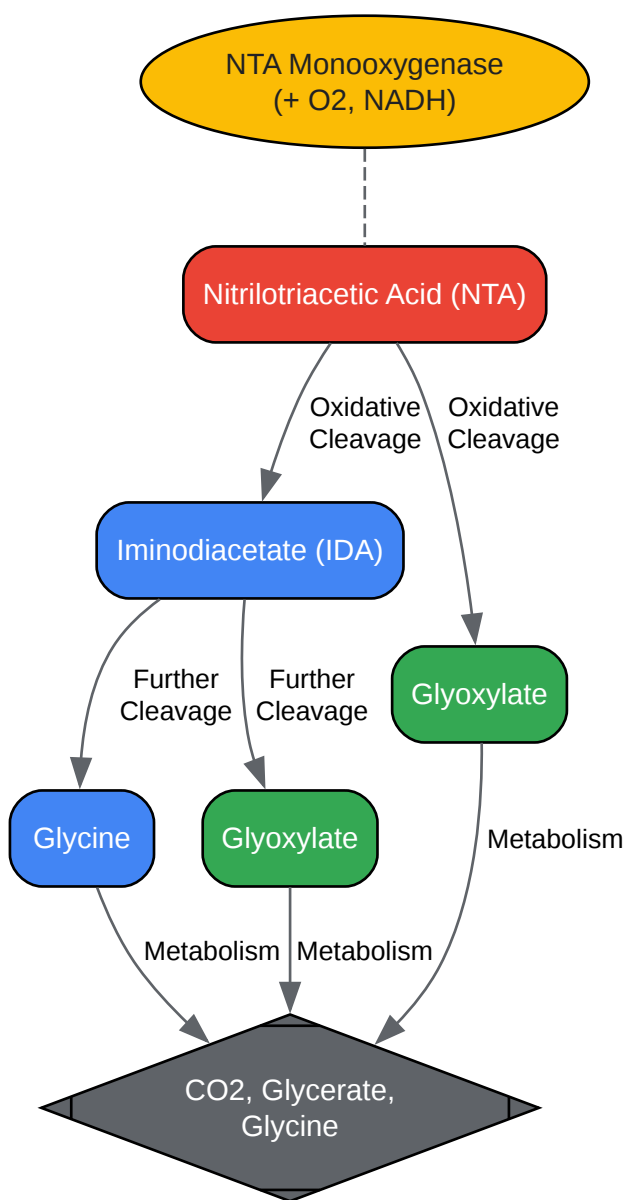 NTA Monooxygenase
(+ O2, NADH)
Nitrilotriacetic Acid (NTA)
Oxidative
Cleavage
Oxidative
Cleavage
Iminodiacetate (IDA)
Further
Cleavage
Further
Cleavage
Glyoxylate
Glycine
Glyoxylate
Metabolism
Metabolism
Metabolism
CO2, Glycerate,
Glycine